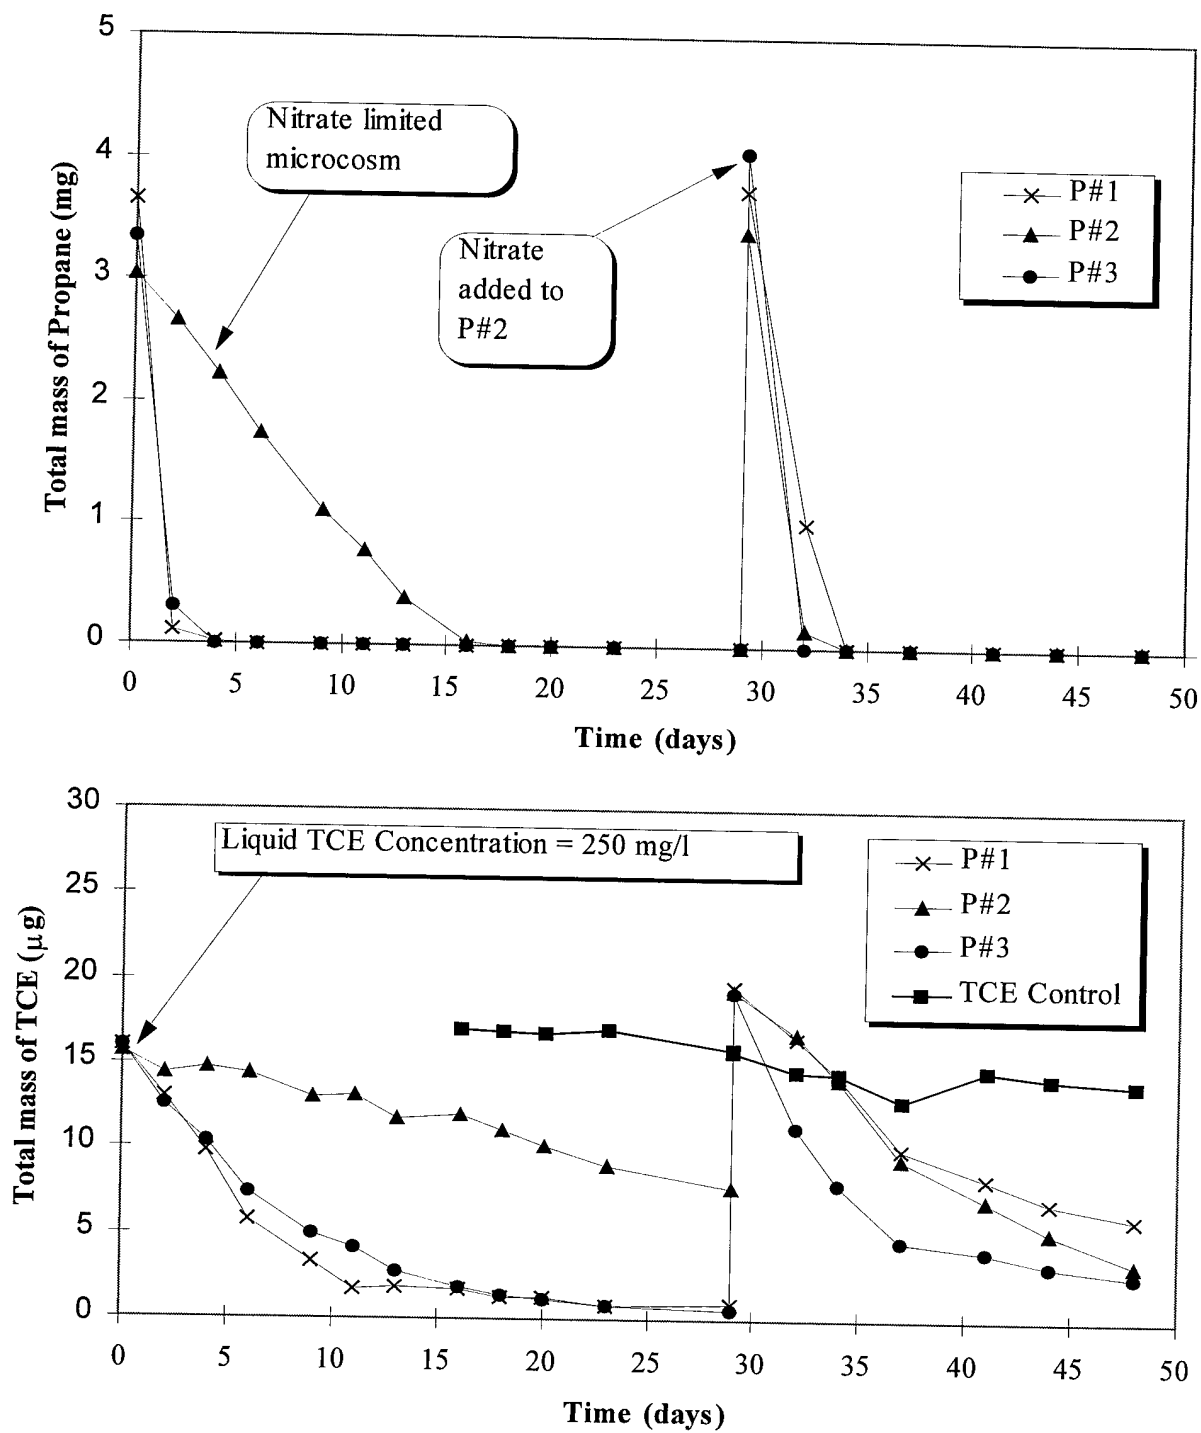 5
Nitrate limited
microcosm
4
P#1
P#2
P#3
Nitrate
added to
P#2
3
2
1
0
Total mass of Propane (mg)
0 5 10 15 20 25 30 35 40 45 50
Time (days)
30
Liquid TCE Concentration = 250 mg/l
P#1
P#2
P#3
TCE Control
25
20
15
10
5
0
Total mass of TCE (μg)
0 5 10 15 20 25 30 35 40 45 50
Time (days)